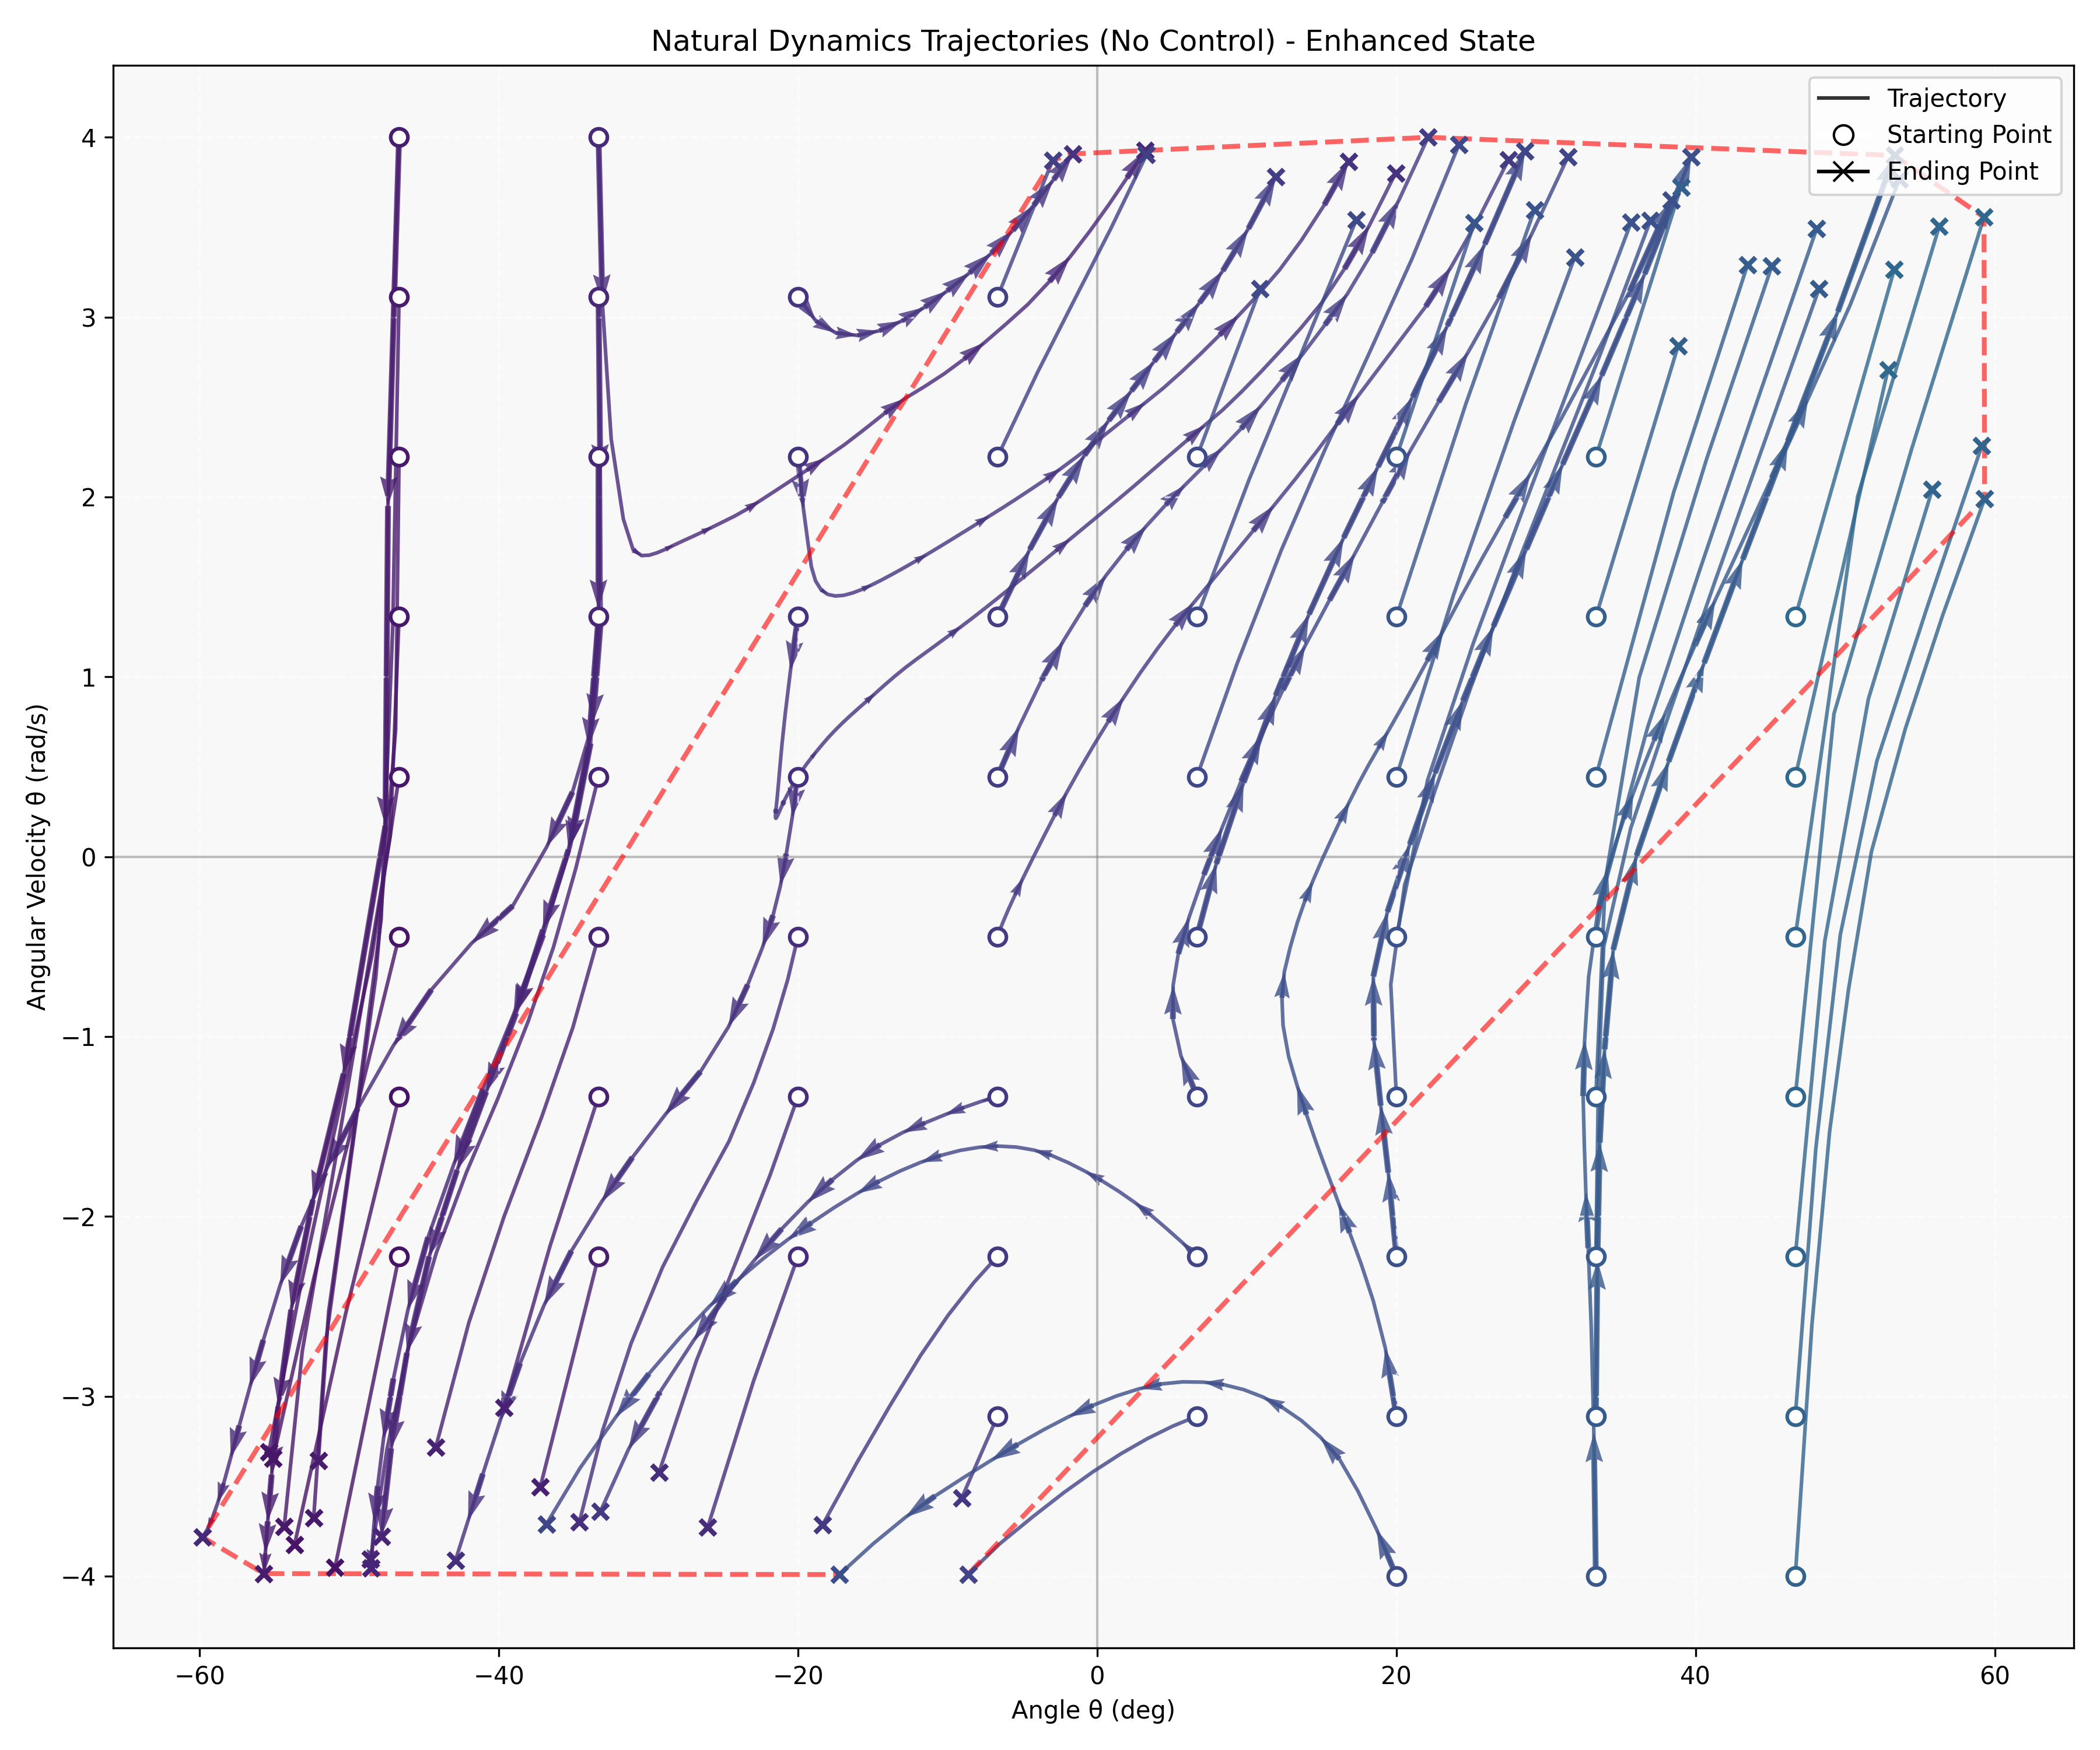 Natural Dynamics Trajectories (No Control) - Enhanced State
Trajectory
Starting Point
Ending Point
Angular Velocity θ̇ (rad/s)
4
3
2
1
0
−1
−2
−3
−4
−60
−40
−20
0
20
40
60
Angle θ (deg)